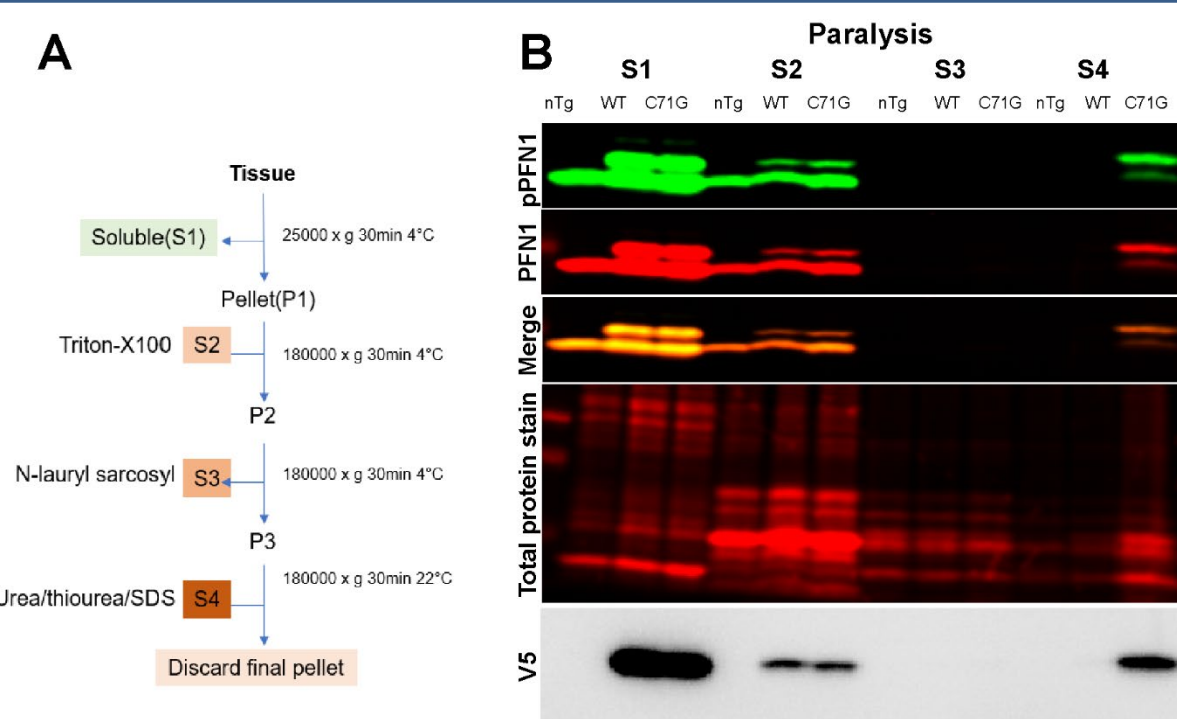 A
Tissue
25000 x g 30min 4°C
Soluble(S1)
Pellet(P1)
Triton-X100
S2
180000 x g 30min 4°C
P2
N-lauryl sarcosyl
S3
180000 x g 30min 4°C
P3
180000 x g 30min 22°C
Urea/thiourea/SDS
S4
Discard final pellet
B
Paralysis
S1 S2 S3 S4
nTg WT C71G nTg WT C71G nTg WT C71G nTg WT C71G
pPFN1
PFN1
Merge
Total protein stain
V5